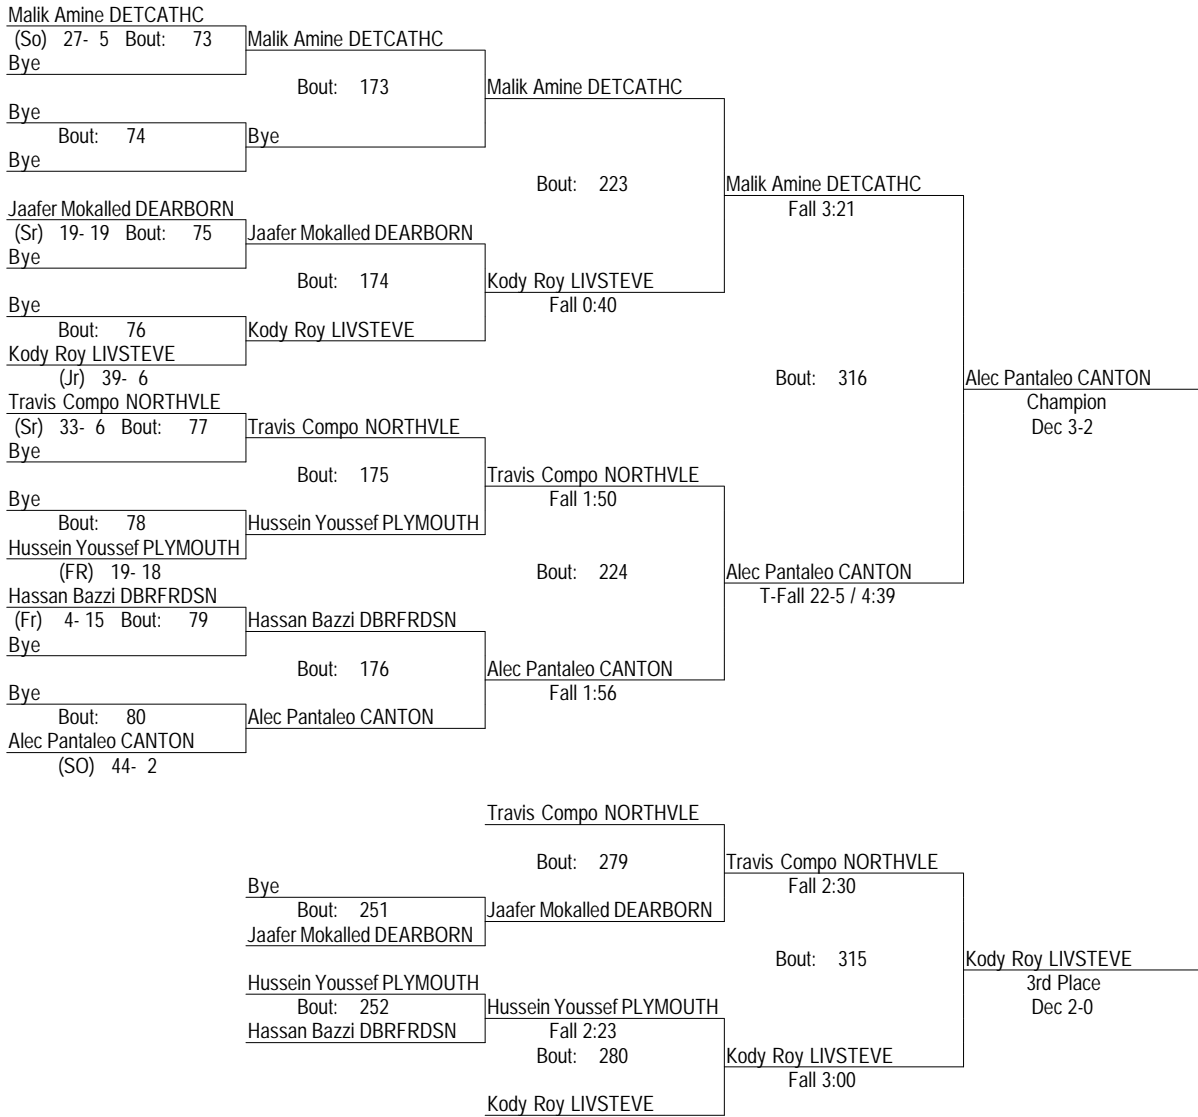 Malik Amine DETCATHC
(So) 27- 5 Bout: 73 Malik Amine DETCATHC
Bye
Bout: 173 Malik Amine DETCATHC
Bye
Bout: 74 Bye
Bye
Bout: 223 Malik Amine DETCATHC
Fall 3:21
Jaafer Mokalled DEARBORN
(Sr) 19- 19 Bout: 75 Jaafer Mokalled DEARBORN
Bye
Bout: 174 Kody Roy LIVSTEVE
Fall 0:40
Bye
Bout: 76 Kody Roy LIVSTEVE
Kody Roy LIVSTEVE
(Jr) 39- 6
Bout: 316 Alec Pantaleo CANTON
Champion
Dec 3-2
Travis Compo NORTHVLE
(Sr) 33- 6 Bout: 77 Travis Compo NORTHVLE
Bye
Bout: 175 Travis Compo NORTHVLE
Fall 1:50
Bye
Bout: 78 Hussein Youssef PLYMOUTH
Hussein Youssef PLYMOUTH
(FR) 19- 18
Bout: 224 Alec Pantaleo CANTON
T-Fall 22-5 / 4:39
Hassan Bazzi DBRFRDSN
(Fr) 4- 15 Bout: 79 Hassan Bazzi DBRFRDSN
Bye
Bout: 176 Alec Pantaleo CANTON
Fall 1:56
Bye
Bout: 80 Alec Pantaleo CANTON
Alec Pantaleo CANTON
(SO) 44- 2
Travis Compo NORTHVLE
Bout: 279 Travis Compo NORTHVLE
Fall 2:30
Bye
Bout: 251 Jaafer Mokalled DEARBORN
Jaafer Mokalled DEARBORN
Bout: 315 Kody Roy LIVSTEVE
3rd Place
Dec 2-0
Hussein Youssef PLYMOUTH
Bout: 252 Hussein Youssef PLYMOUTH
Hassan Bazzi DBRFRDSN Fall 2:23
Bout: 280 Kody Roy LIVSTEVE
Fall 3:00
Kody Roy LIVSTEVE